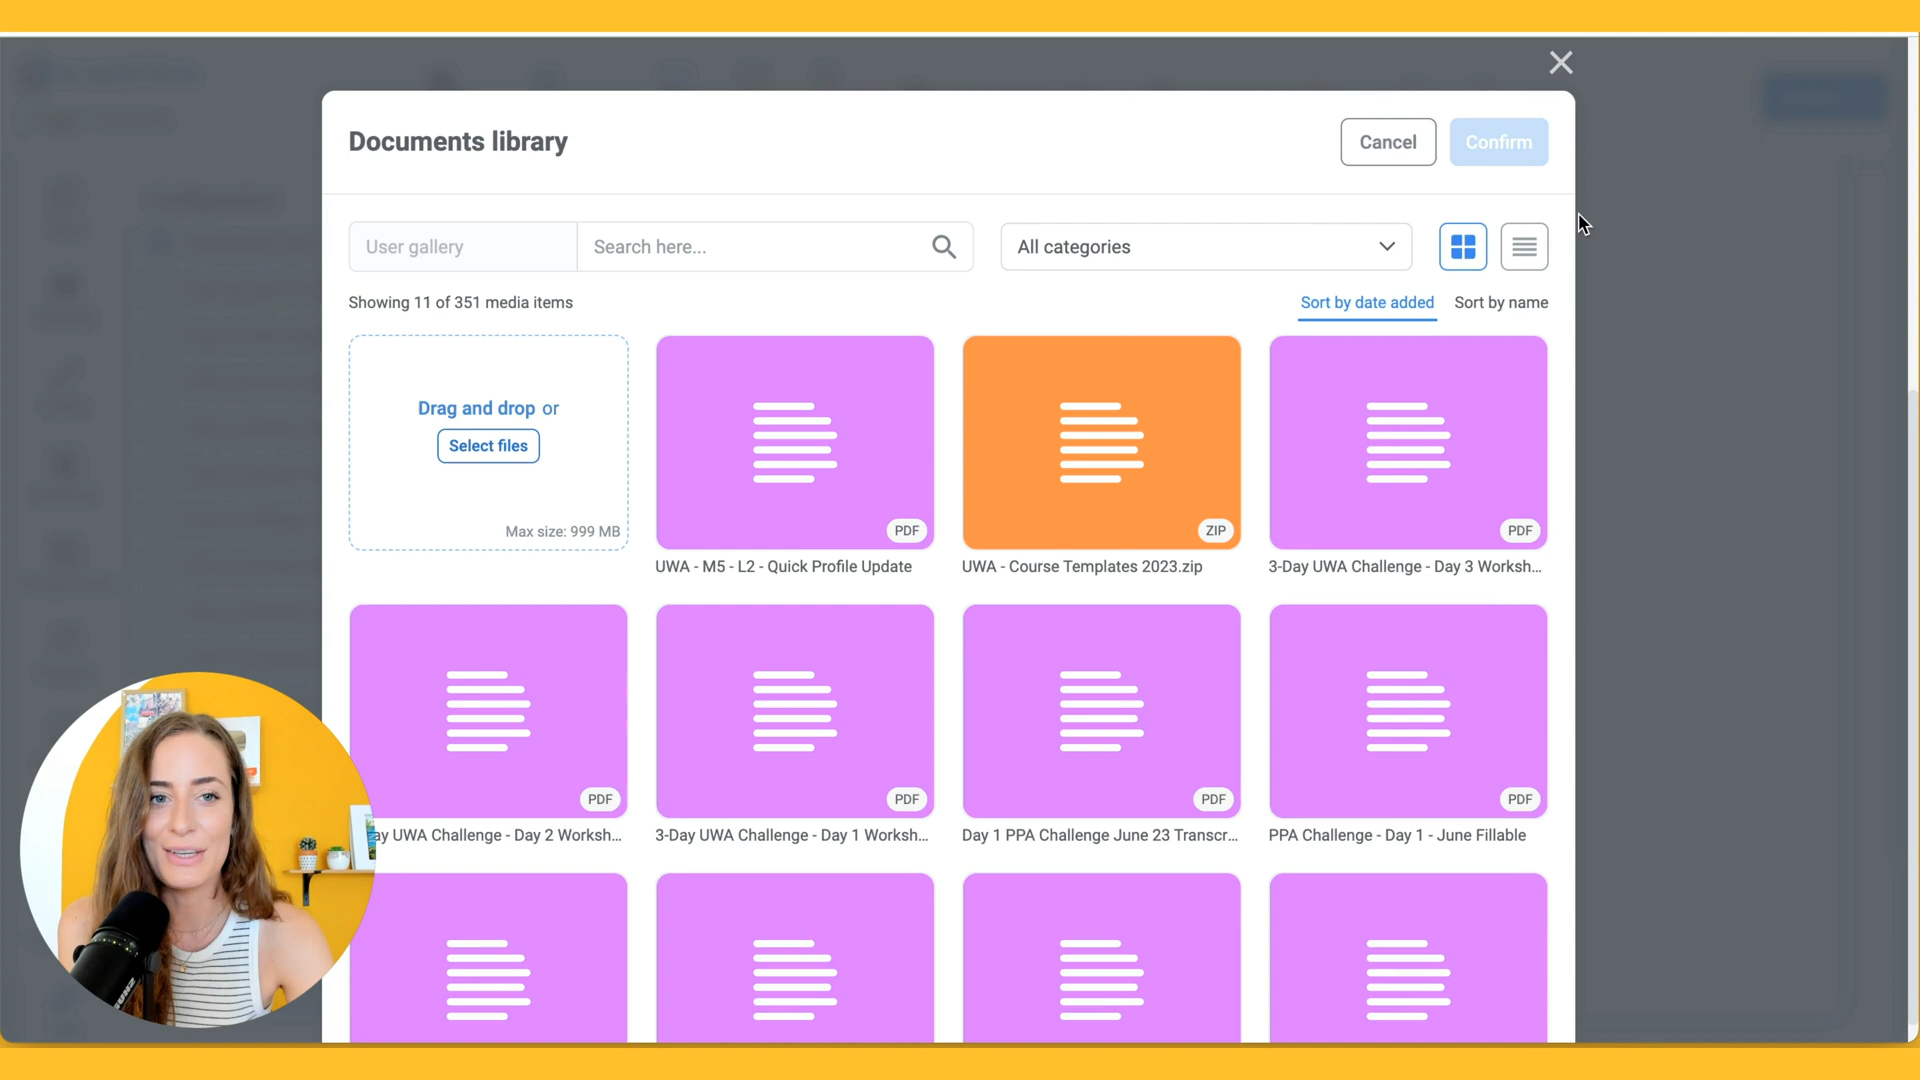 Documents library
Cancel
Confirm
User gallery
Search here...
All categories
Showing 11 of 351 media items
Sort by date added
Sort by name
Drag and drop or
Select files
Max size: 999 MB
PDF
ZIP
PDF
UWA - M5 - L2 - Quick Profile Update
UWA - Course Templates 2023.zip
3-Day UWA Challenge - Day 3 Worksh...
PDF
PDF
PDF
PDF
ay UWA Challenge - Day 2 Worksh...
3-Day UWA Challenge - Day 1 Worksh...
Day 1 PPA Challenge June 23 Transcr...
PPA Challenge - Day 1 - June Fillable